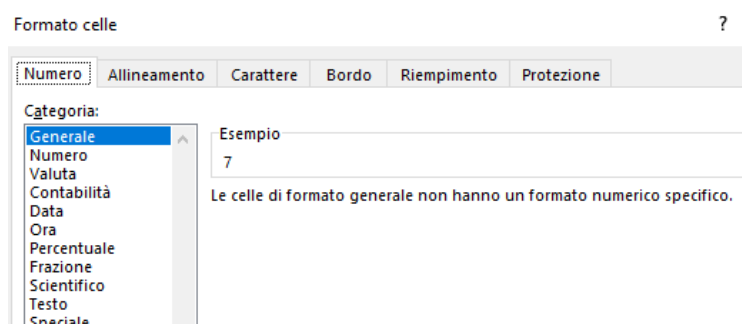 Formato celle ?
Numero Allineamento Carattere Bordo Riempimento Protezione
Categoria:
Generale
Numero
Valuta
Contabilità
Data
Ora
Percentuale
Frazione
Scientifico
Testo
Speciale
Esempio
7
Le celle di formato generale non hanno un formato numerico specifico.